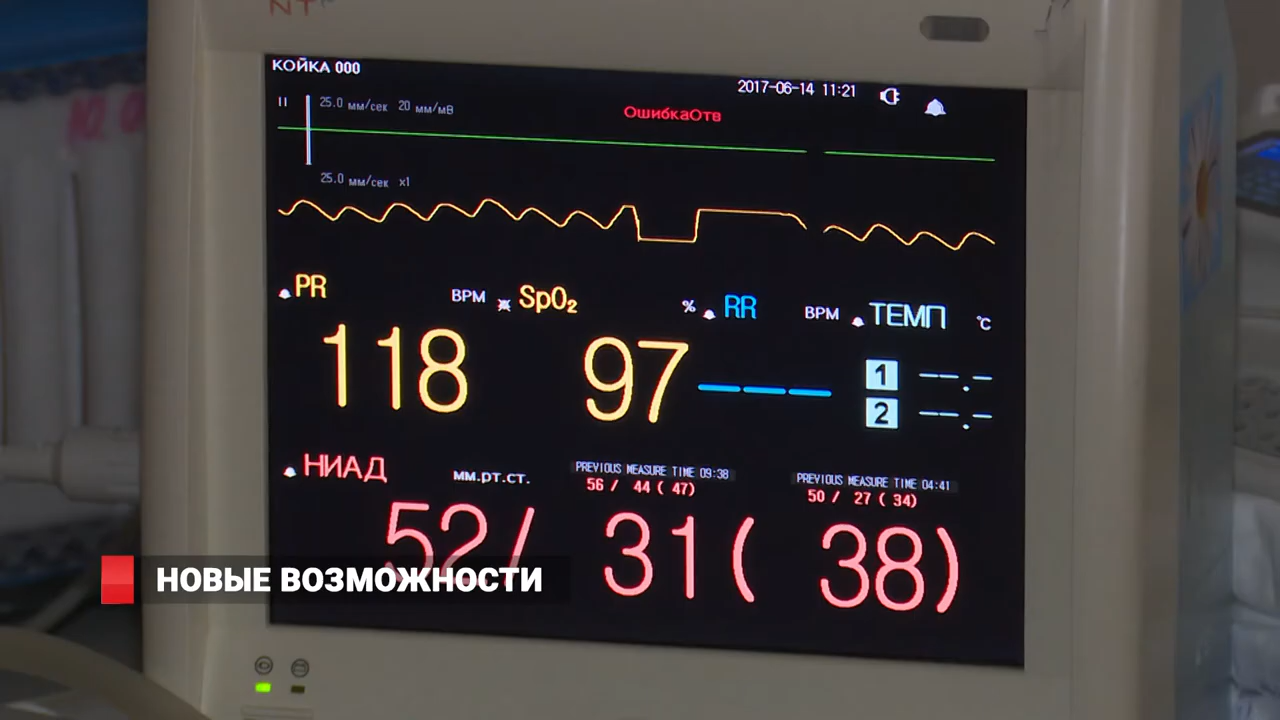 КОЙКА 000
2017-06-14 11:21
II 25.0 мм/сек 20 мм/мВ
ОшибкаОтв
25.0 мм/сек x1
PR BPM SpO₂ % RR BPM ТЕМП °C
118 97 --- 1 --.-
2 --.-
НИАД мм.рт.ст. PREVIOUS MEASURE TIME 09:38 PREVIOUS MEASURE TIME 04:41
56 / 44 ( 47) 50 / 27 ( 34)
52/ 31( 38)
НОВЫЕ ВОЗМОЖНОСТИ